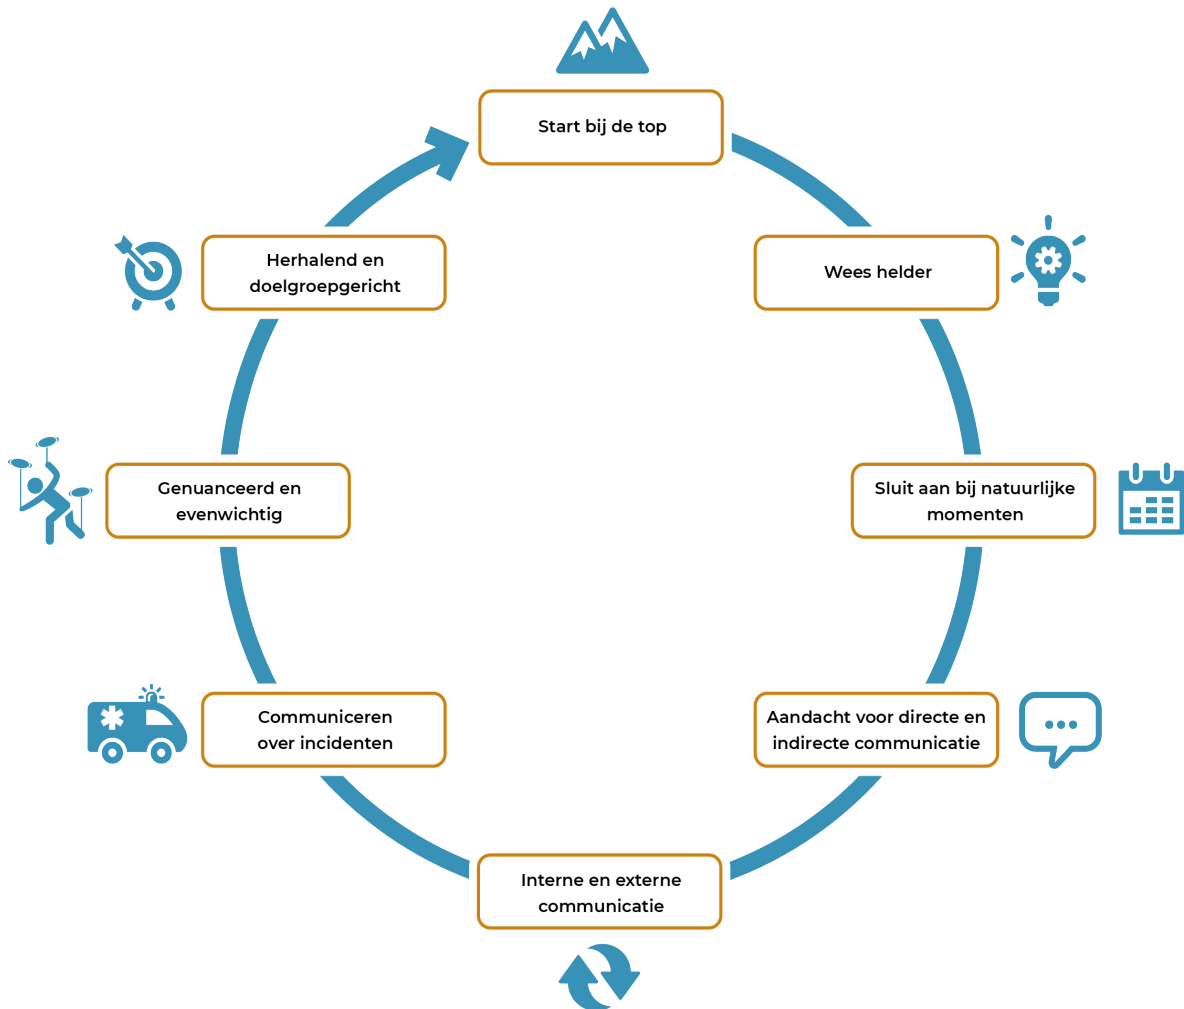 Start bij de top
Wees helder
Sluit aan bij natuurlijke
momenten
Aandacht voor directe en
indirecte communicatie
Interne en externe
communicatie
Communiceren
over incidenten
Genuanceerd en
evenwichtig
Herhalend en
doelgroepgericht